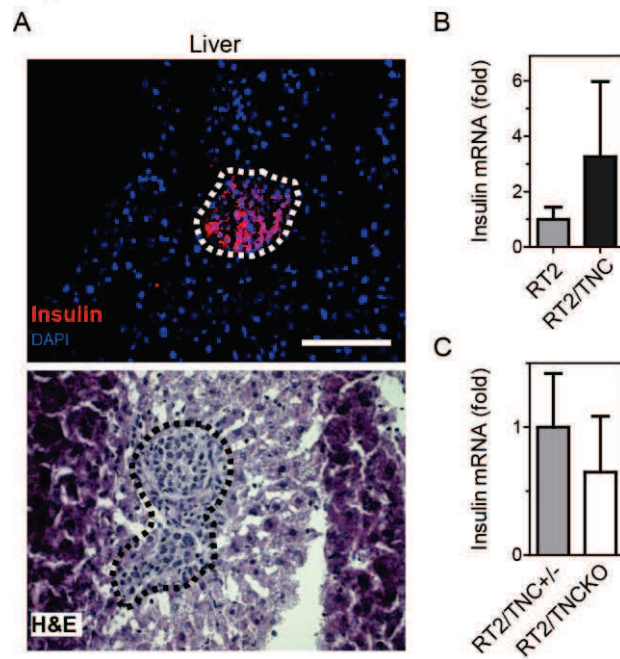 A
Liver
Insulin
DAPI
H&E
B
Insulin mRNA (fold)
6
4
2
0
RT2
RT2/TNC
C
Insulin mRNA (fold)
1
0
RT2/TNC+/-
RT2/TNCKO